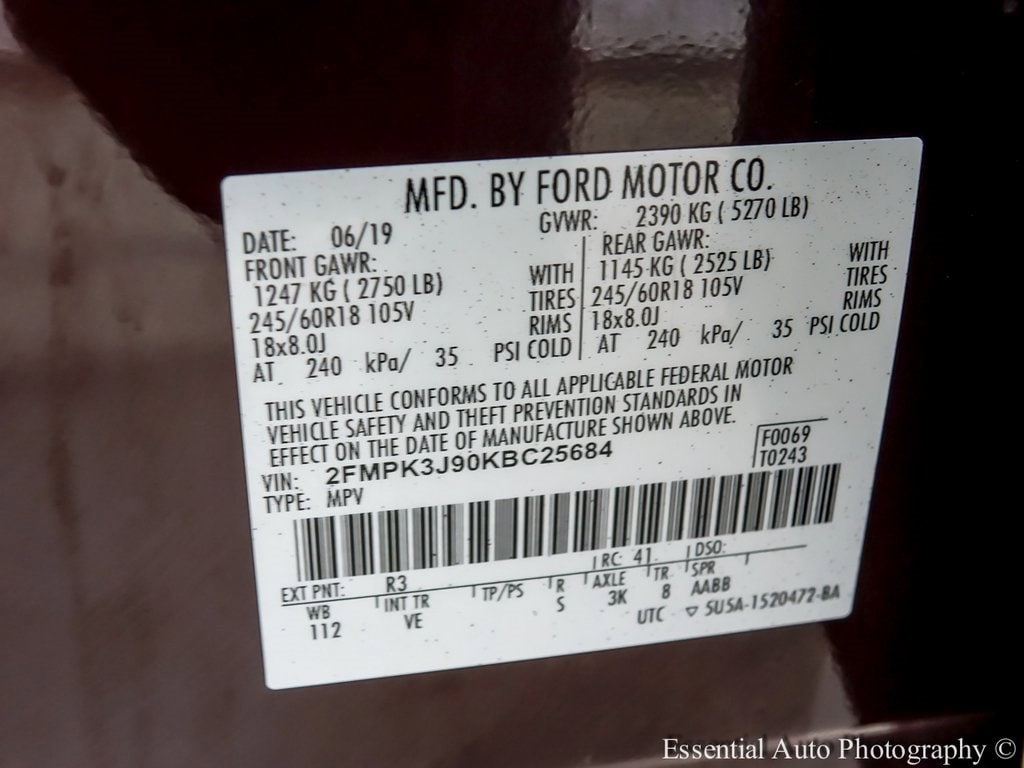 MFD. BY FORD MOTOR CO.
DATE: 06/19
GVWR: 2390 KG ( 5270 LB)
FRONT GAWR:
1247 KG ( 2750 LB) WITH
245/60R18 105V TIRES
18x8.0J RIMS
AT 240 kPa/ 35 PSI COLD
REAR GAWR:
1145 KG ( 2525 LB) WITH
245/60R18 105V TIRES
18x8.0J RIMS
AT 240 kPa/ 35 PSI COLD
THIS VEHICLE CONFORMS TO ALL APPLICABLE FEDERAL MOTOR
VEHICLE SAFETY AND THEFT PREVENTION STANDARDS IN
EFFECT ON THE DATE OF MANUFACTURE SHOWN ABOVE.
VIN: 2FMPK3J90KBC25684
TYPE: MPV
F0069
T0243
EXT PNT: R3 RC: 41 DSO:
WB INT TR TP/PS R AXLE TR SPR
112 VE S 3K 8 AABB
UTC ▽ 5U5A-1520472-BA
Essential Auto Photography ©